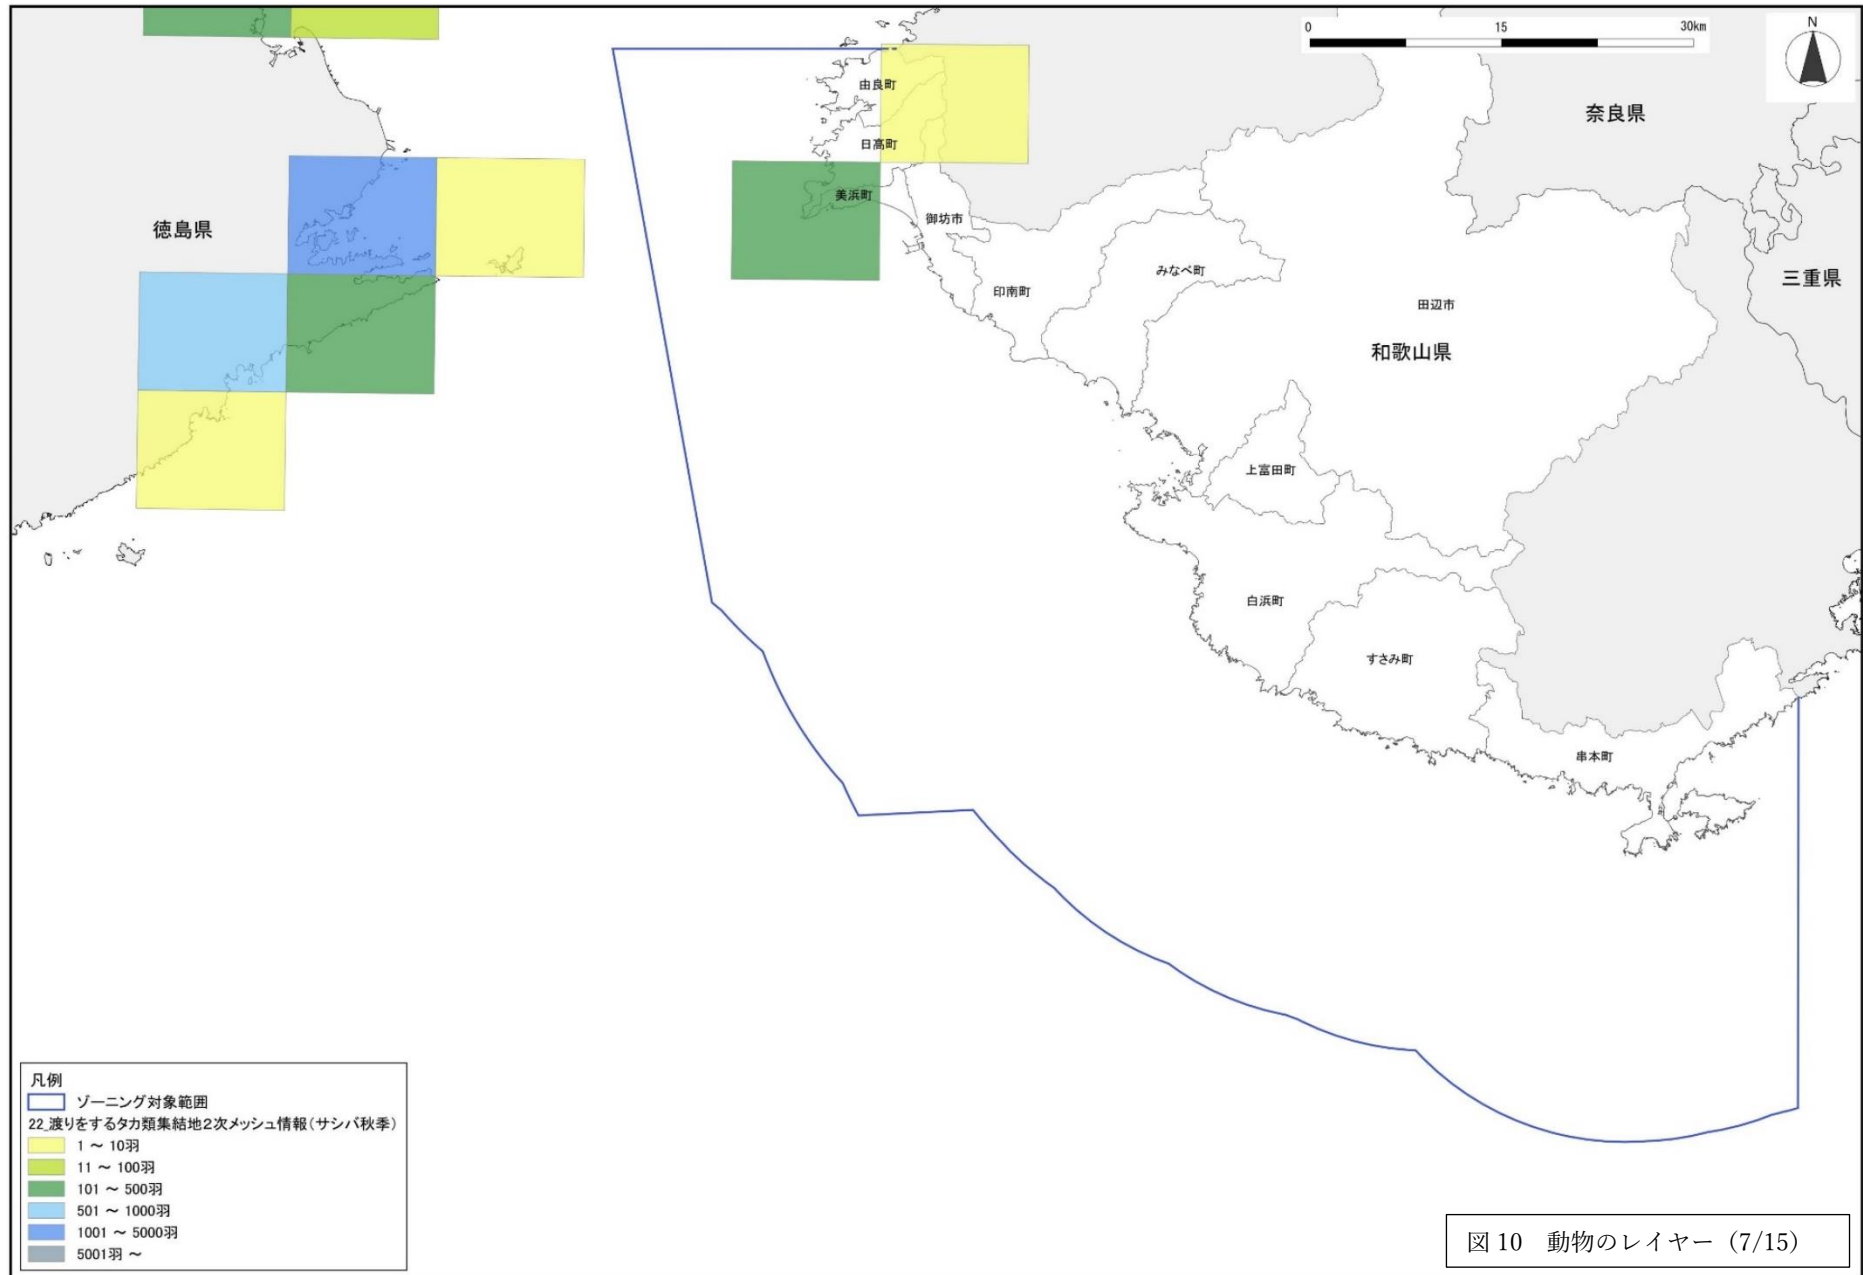 0 15 30km
N
由良町
奈良県
日高町
美浜町
御坊市
徳島県
みなべ町
三重県
印南町
田辺市
和歌山県
上富田町
白浜町
すさみ町
串本町
凡例
ゾーニング対象範囲
22_渡りをするタカ類集結地2次メッシュ情報(サシバ秋季)
1 ~ 10羽
11 ~ 100羽
101 ~ 500羽
501 ~ 1000羽
1001 ~ 5000羽
5001羽 ~
図 10 動物のレイヤー(7/15)